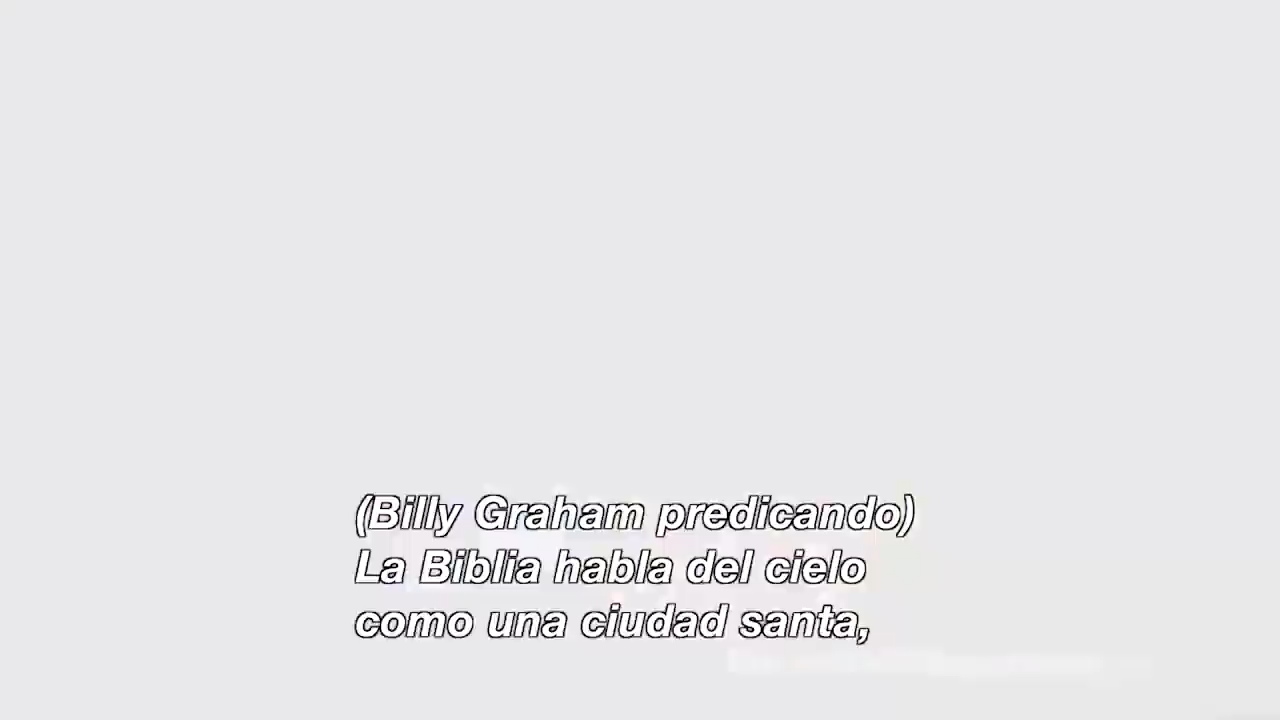 (Billy Graham predicando)
La Biblia habla del cielo
como una ciudad santa,